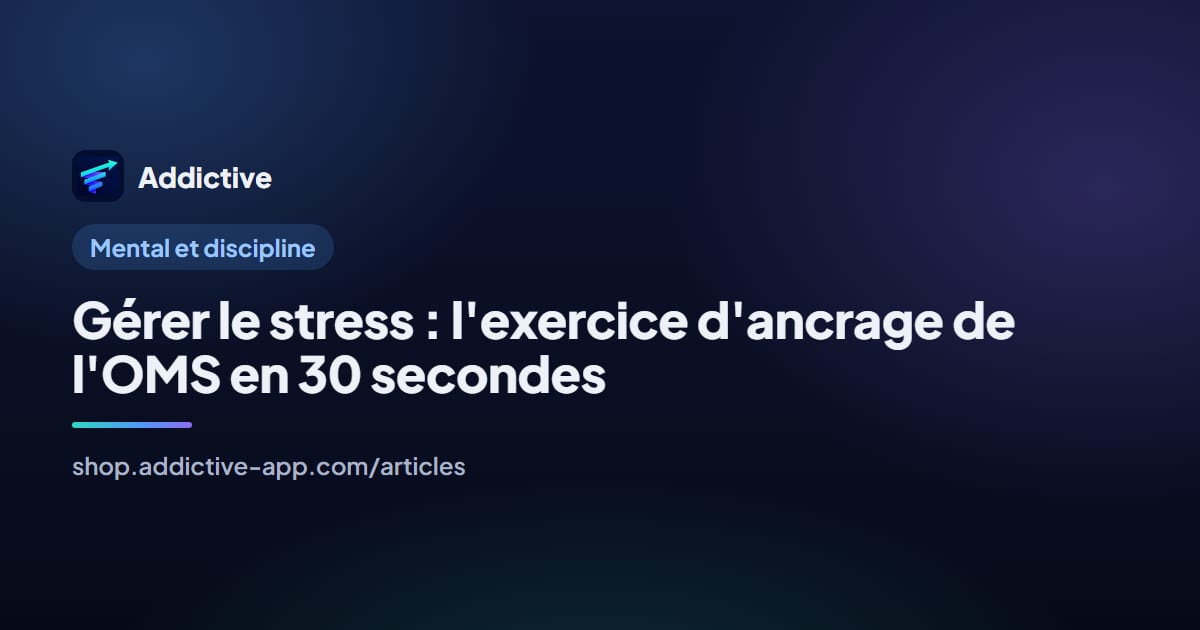 Addictive
Mental et discipline
Gérer le stress : l'exercice d'ancrage de
l'OMS en 30 secondes
shop.addictive-app.com/articles